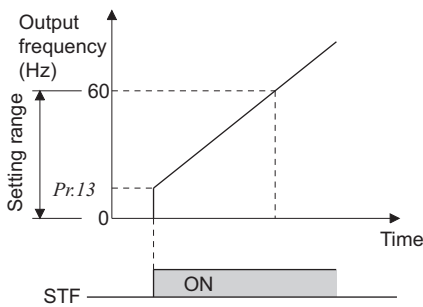 Output
frequency
(Hz)
Setting range
60
Pr.13
0
Time
STF
ON